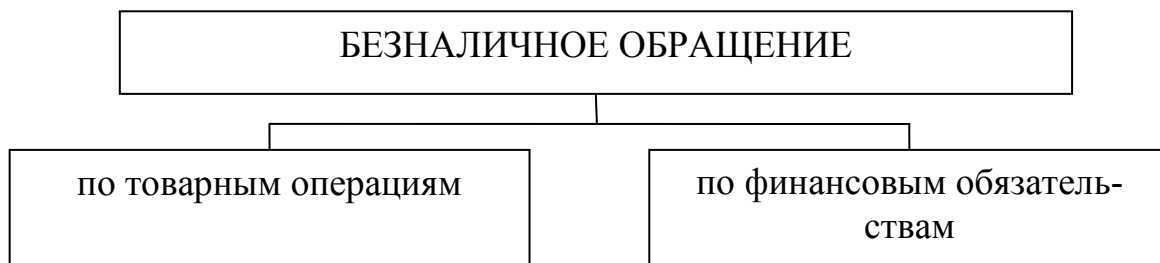 БЕЗНАЛИЧНОЕ ОБРАЩЕНИЕ
по товарным операциям
по финансовым обязатель-
ствам